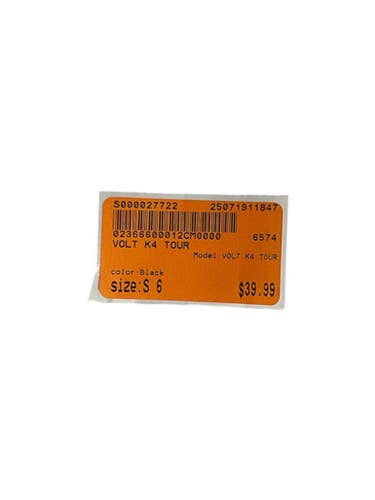 S000027722 25071911847
02366600012CM0000 6574
VOLT K4 TOUR
Model:VOLT K4 TOUR
color:Black
size:S 6 $39.99